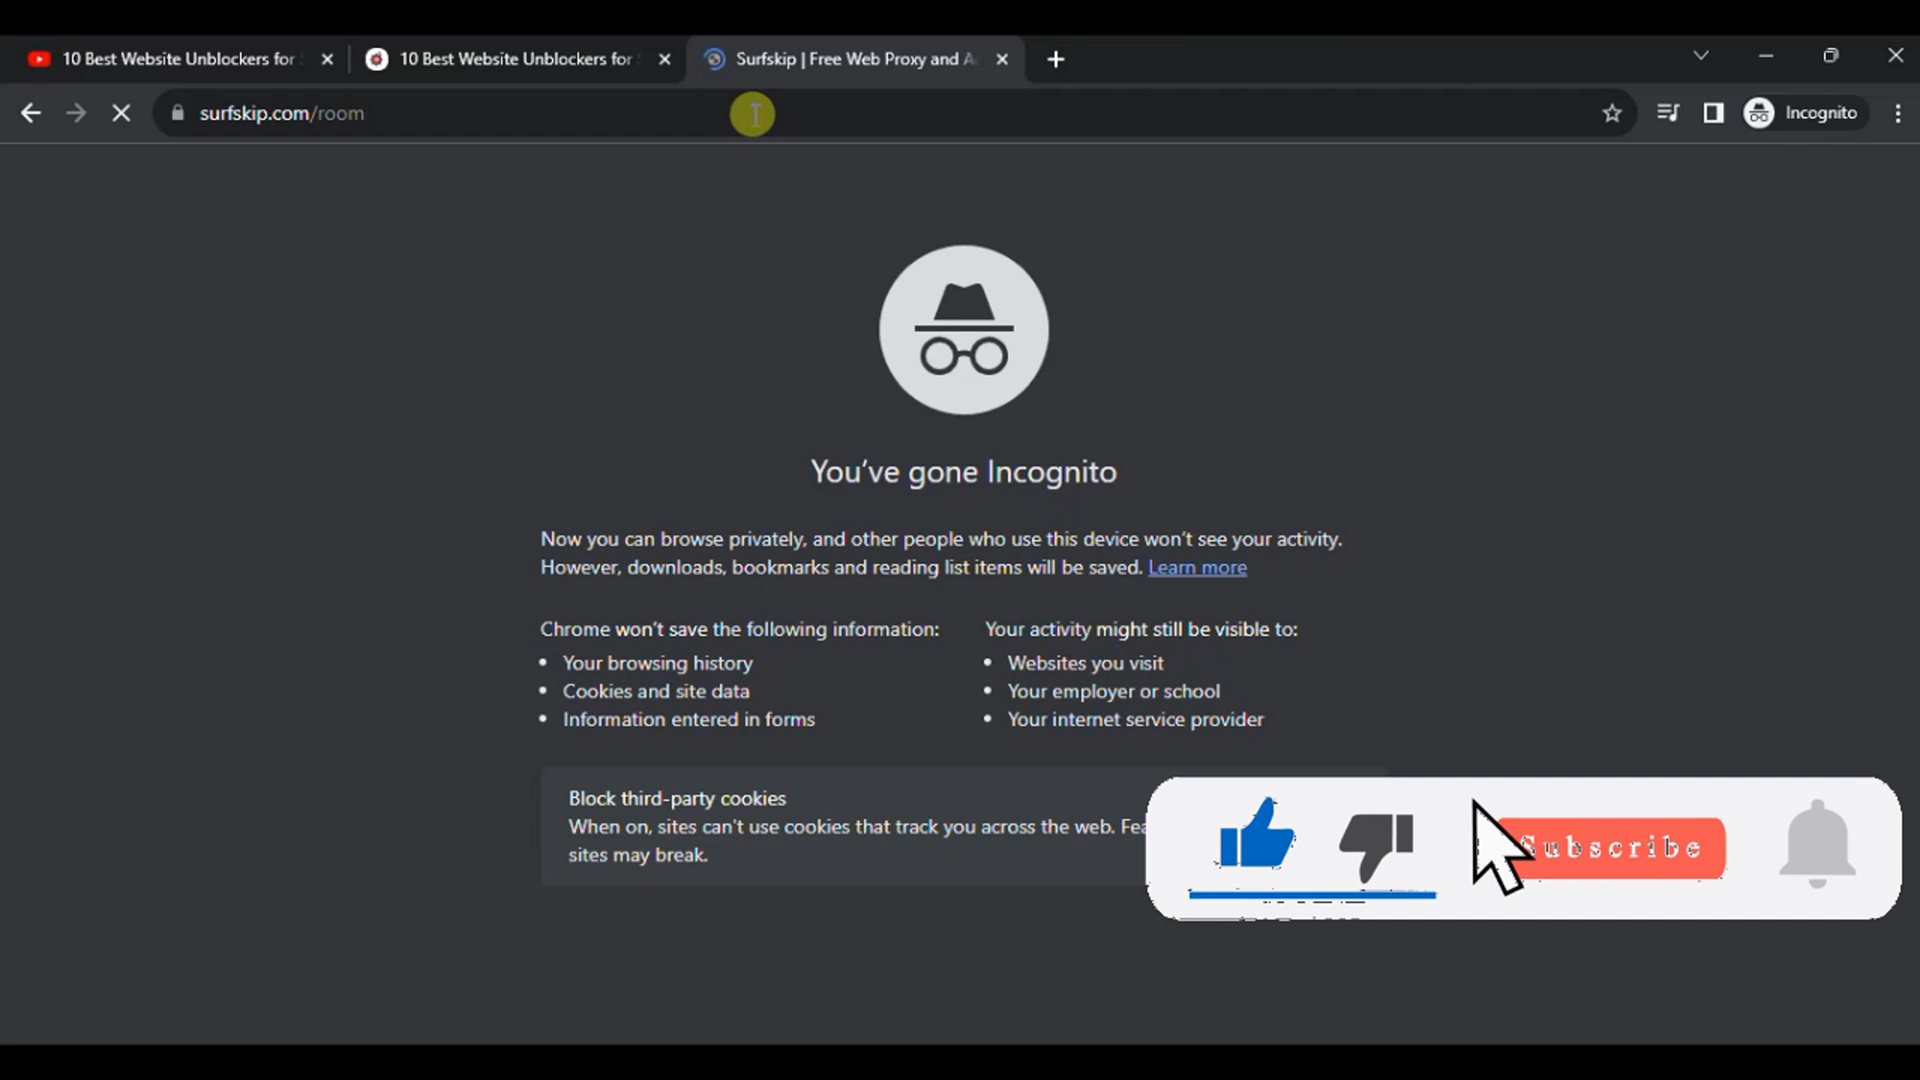 10 Best Website Unblockers for
10 Best Website Unblockers for
Surfskip | Free Web Proxy and A
surfskip.com/room
Incognito
You've gone Incognito
Now you can browse privately, and other people who use this device won't see your activity.
However, downloads, bookmarks and reading list items will be saved. Learn more
Chrome won't save the following information:
• Your browsing history
• Cookies and site data
• Information entered in forms
Your activity might still be visible to:
• Websites you visit
• Your employer or school
• Your internet service provider
Block third-party cookies
When on, sites can't use cookies that track you across the web. Fea
sites may break.
Subscribe